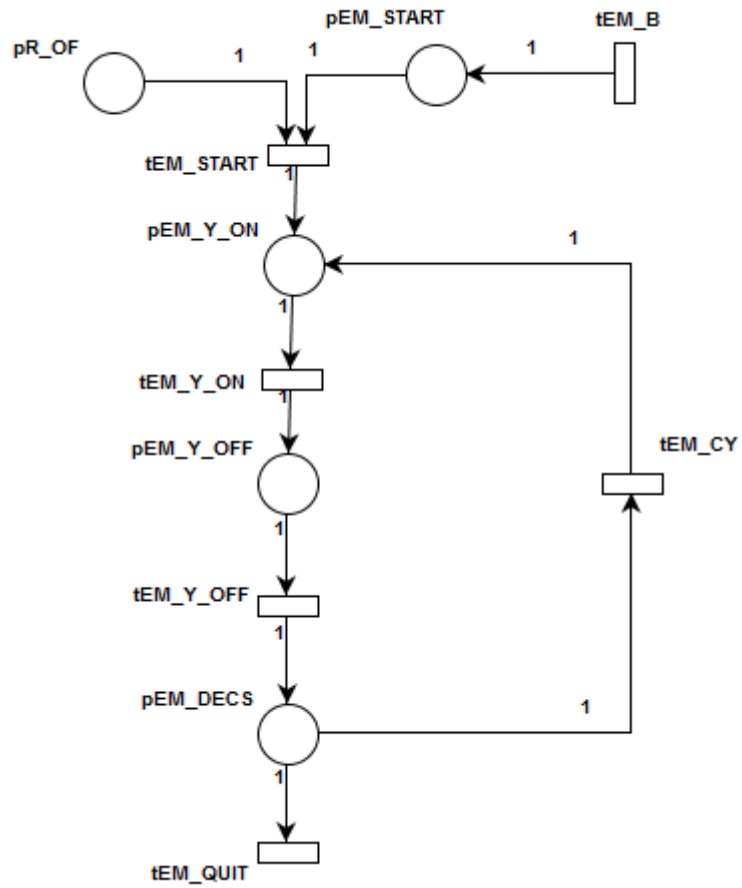 pEM_START
tEM_B
pR_OF
1
1
1
tEM_START
1
pEM_Y_ON
1
1
tEM_Y_ON
1
pEM_Y_OFF
tEM_CY
1
tEM_Y_OFF
1
pEM_DECS
1
1
tEM_QUIT